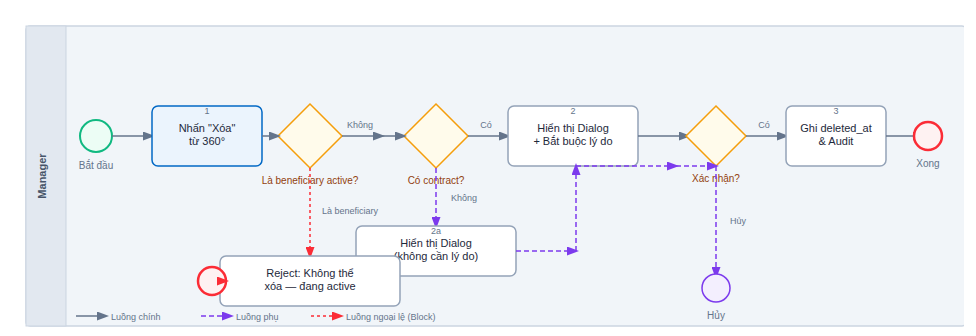 Manager
Bắt đầu
1
Nhấn "Xóa"
từ 360°
Là beneficiary active?
Không
Có contract?
Có
2
Hiển thị Dialog
+ Bắt buộc lý do
Xác nhận?
Có
3
Ghi deleted_at
& Audit
Xong
Là beneficiary
Không
Hủy
2a
Hiển thị Dialog
(không cần lý do)
Reject: Không thể
xóa — đang active
Hủy
Luồng chính
Luồng phụ
Luồng ngoại lệ (Block)